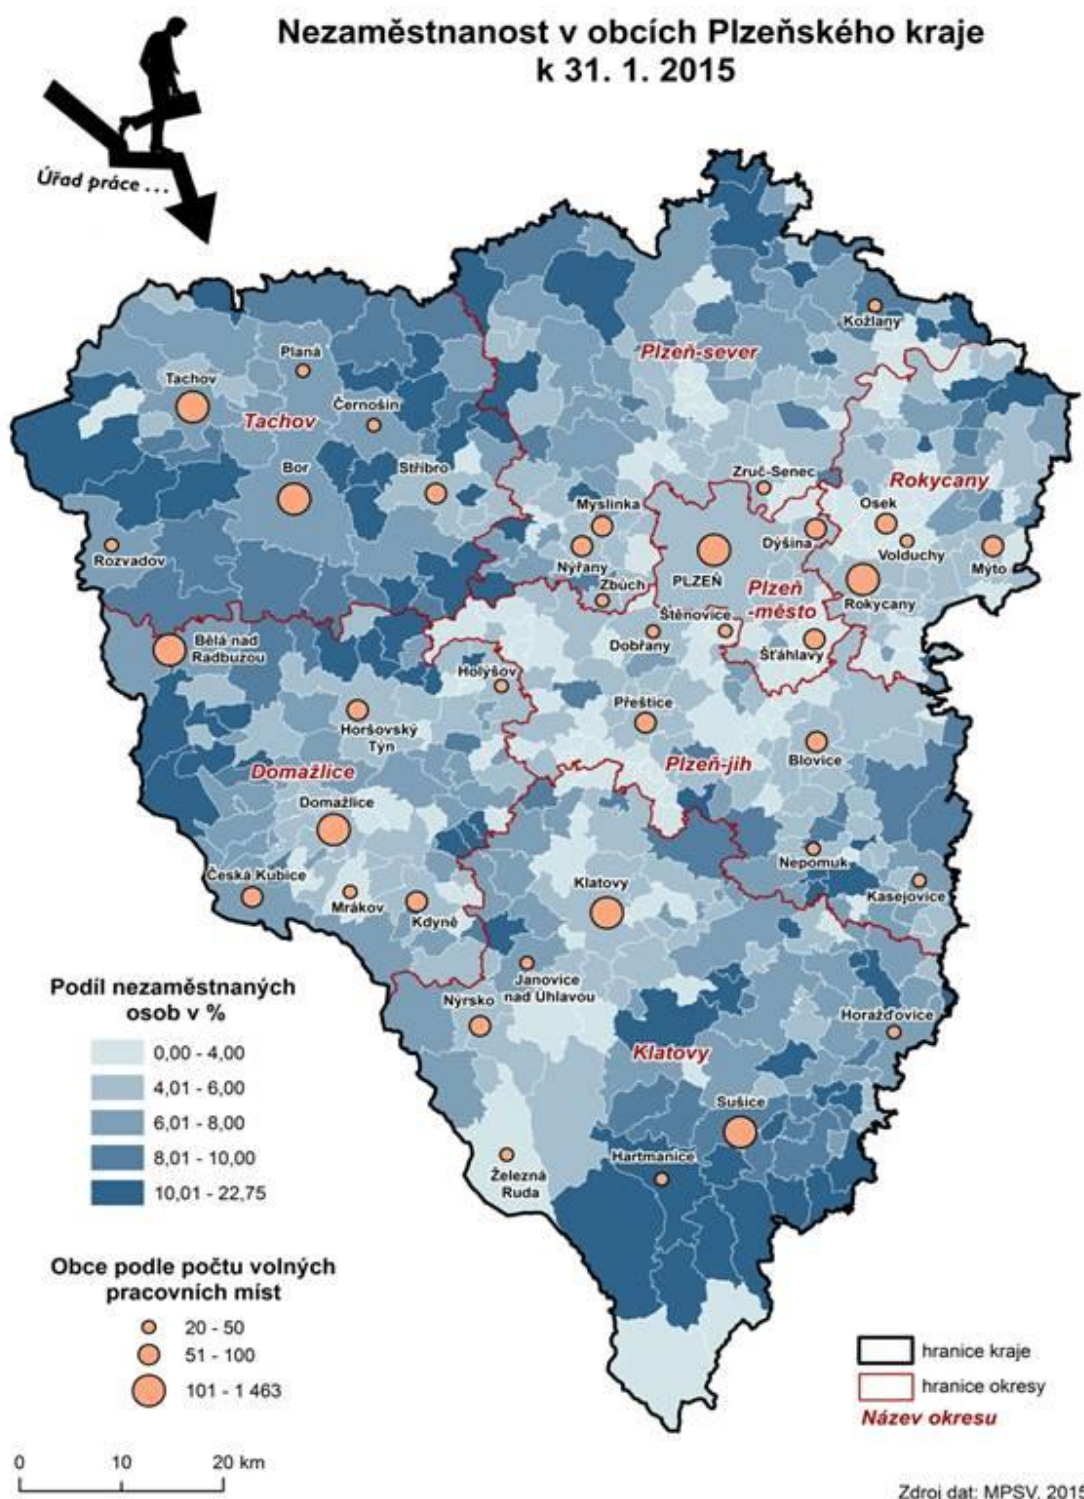 Nezaměstnanost v obcích Plzeňského kraje
k 31. 1. 2015
Úřad práce ...
Kožlany
Plzeň-sever
Planá
Tachov
Tachov
Černošín
Bor
Stříbro
Zruč-Senec
Rokycany
Osek
Myslinka
Dýšina
Volduchy
Rozvadov
Nýřany
PLZEŇ
Mýto
Zbůch
Plzeň
-město
Rokycany
Štěnovice
Bělá nad
Radbuzou
Dobřany
Šťáhlavy
Holýšov
Přeštice
Horšovský
Týn
Blovice
Plzeň-jih
Domažlice
Domažlice
Nepomuk
Česká Kubice
Klatovy
Kasejovice
Mrákov
Kdyně
Janovice
nad Úhlavou
Nýrsko
Horažďovice
Klatovy
Sušice
Hartmanice
Železná
Ruda
Podíl nezaměstnaných
osob v %
0,00 - 4,00
4,01 - 6,00
6,01 - 8,00
8,01 - 10,00
10,01 - 22,75
Obce podle počtu volných
pracovních míst
20 - 50
51 - 100
101 - 1 463
hranice kraje
hranice okresy
Název okresu
0 10 20 km
Zdroj dat: MPSV, 2015